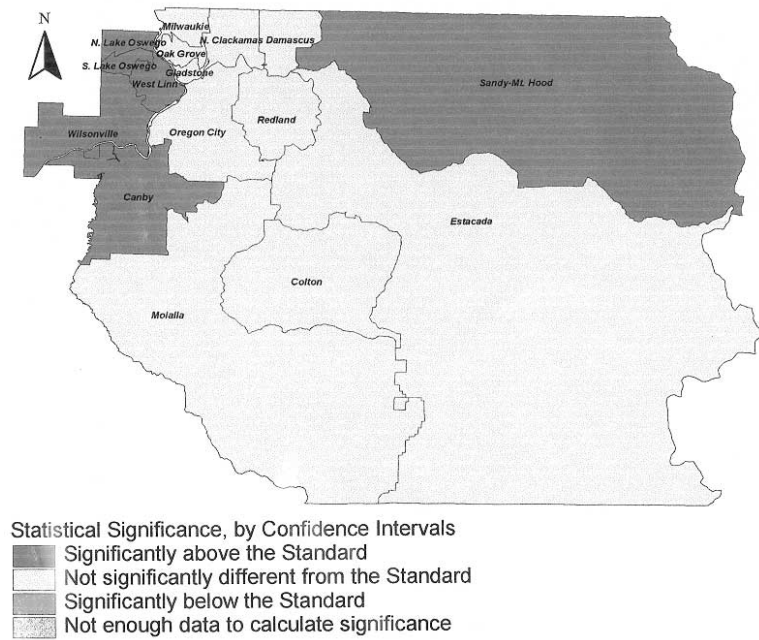 N
Milwaukie
N. Lake Oswego
N. Clackamas Damascus
Oak Grove
S. Lake Oswego
Gladstone
West Linn
Sandy-Mt. Hood
Redland
Wilsonville
Oregon City
Canby
Estacada
Colton
Molalla
Statistical Significance, by Confidence Intervals
Significantly above the Standard
Not significantly different from the Standard
Significantly below the Standard
Not enough data to calculate significance